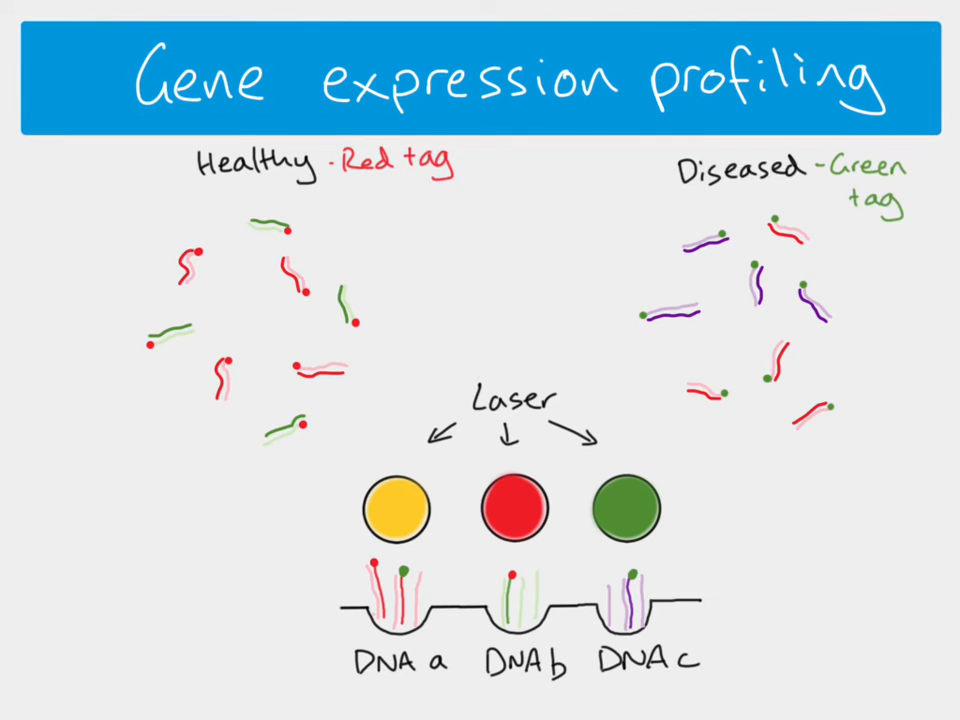 Gene expression profiling
Healthy - Red tag
Diseased - Green
tag
Laser
DNA a DNA b DNA c